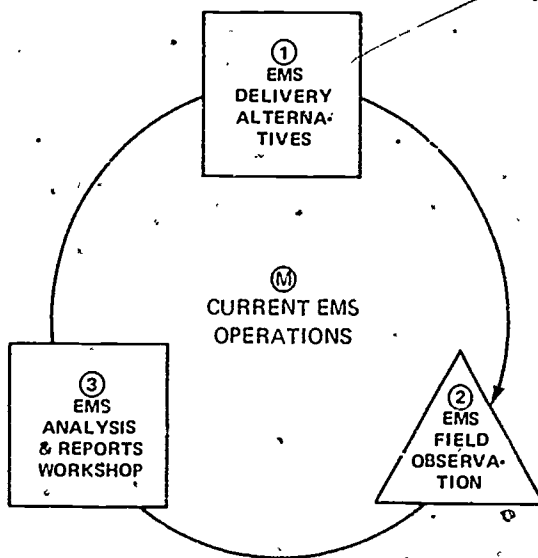 ①
EMS
DELIVERY
ALTERNA-
TIVES
Ⓜ
CURRENT EMS
OPERATIONS
③
EMS
ANALYSIS
& REPORTS
WORKSHOP
②
EMS
FIELD
OBSERVA-
TION